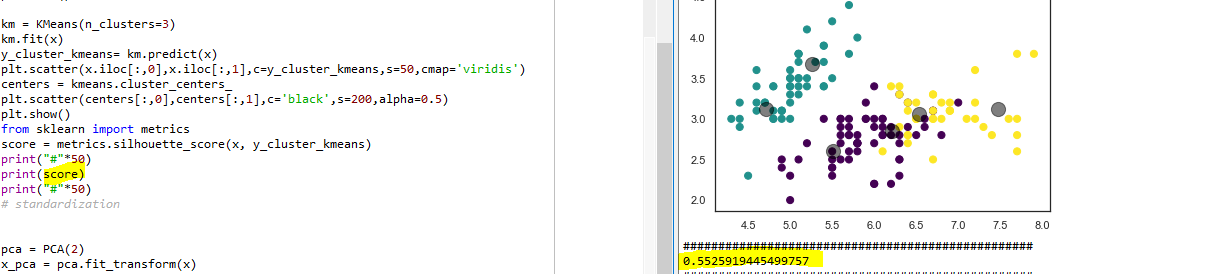 km = KMeans(n_clusters=3)
km.fit(x)
y_cluster_kmeans= km.predict(x)
plt.scatter(x.iloc[:,0],x.iloc[:,1],c=y_cluster_kmeans,s=50,cmap='viridis')
centers = kmeans.cluster_centers_
plt.scatter(centers[:,0],centers[:,1],c='black',s=200,alpha=0.5)
plt.show()
from sklearn import metrics
score = metrics.silhouette_score(x, y_cluster_kmeans)
print("#"*50)
print(score)
print("#"*50)
# standardization
pca = PCA(2)
x_pca = pca.fit_transform(x)
4.0
3.5
3.0
2.5
2.0
4.5 5.0 5.5 6.0 6.5 7.0 7.5 8.0
##################################################
0.5525919445499757